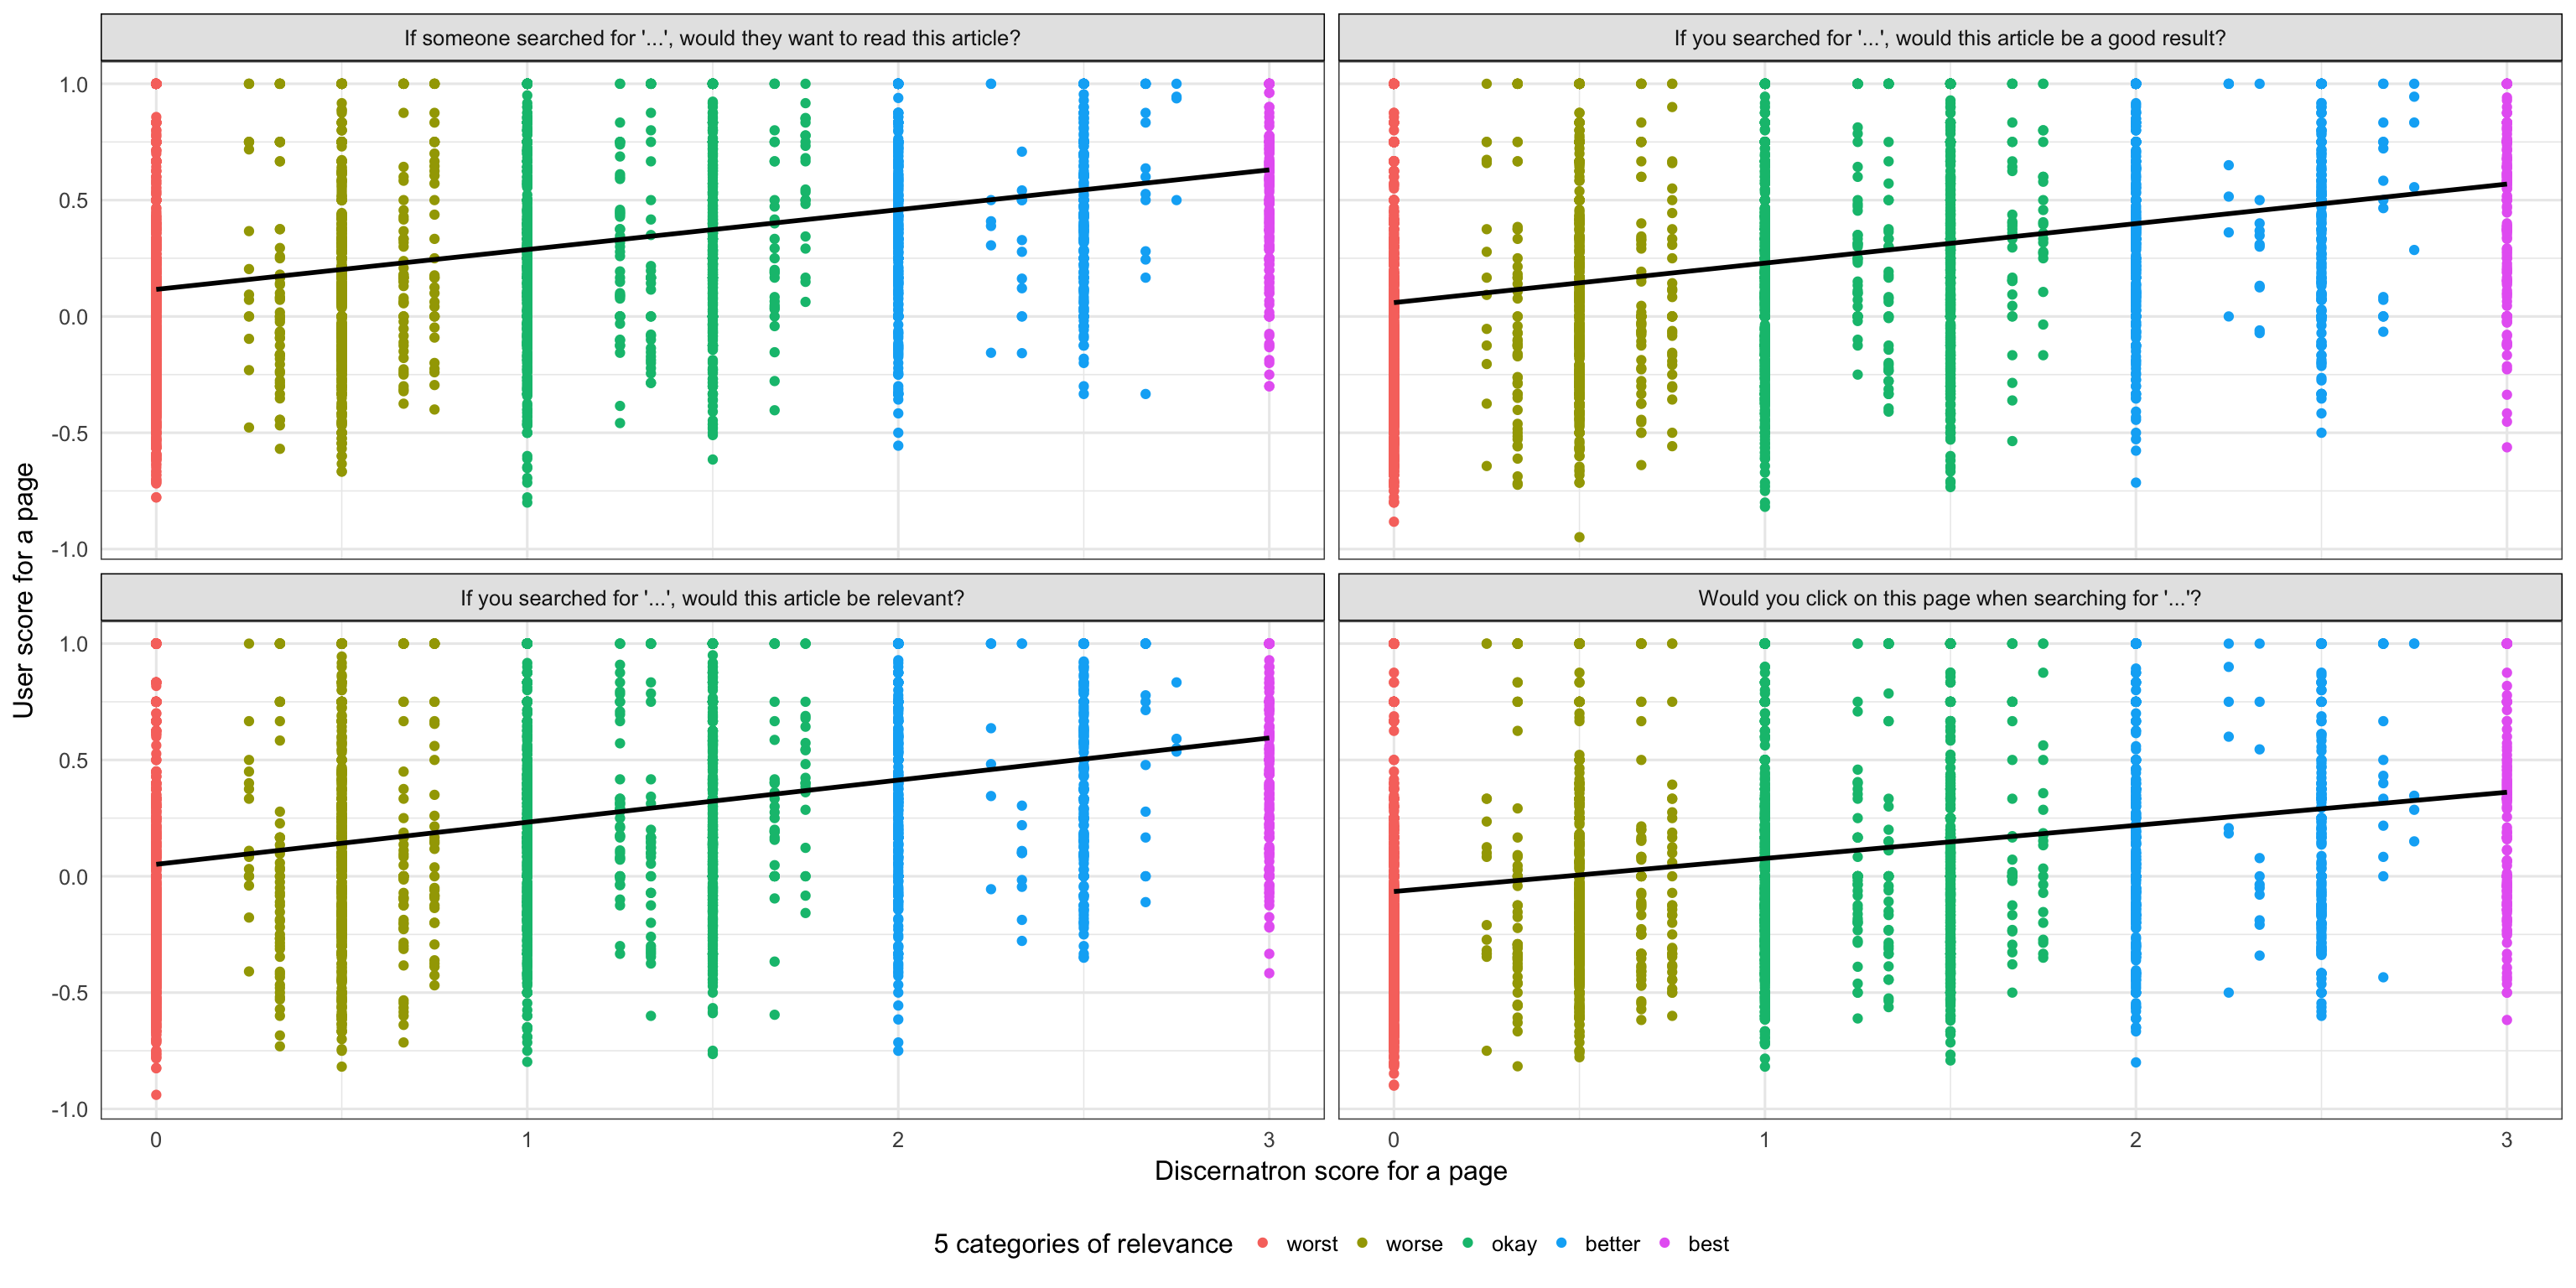 If someone searched for '...', would they want to read this article?
If you searched for '...', would this article be a good result?
1.0
0.5
0.0
-0.5
-1.0
If you searched for '...', would this article be relevant?
Would you click on this page when searching for '...'?
1.0
0.5
0.0
-0.5
-1.0
User score for a page
0 1 2 3
0 1 2 3
Discernatron score for a page
5 categories of relevance worst worse okay better best